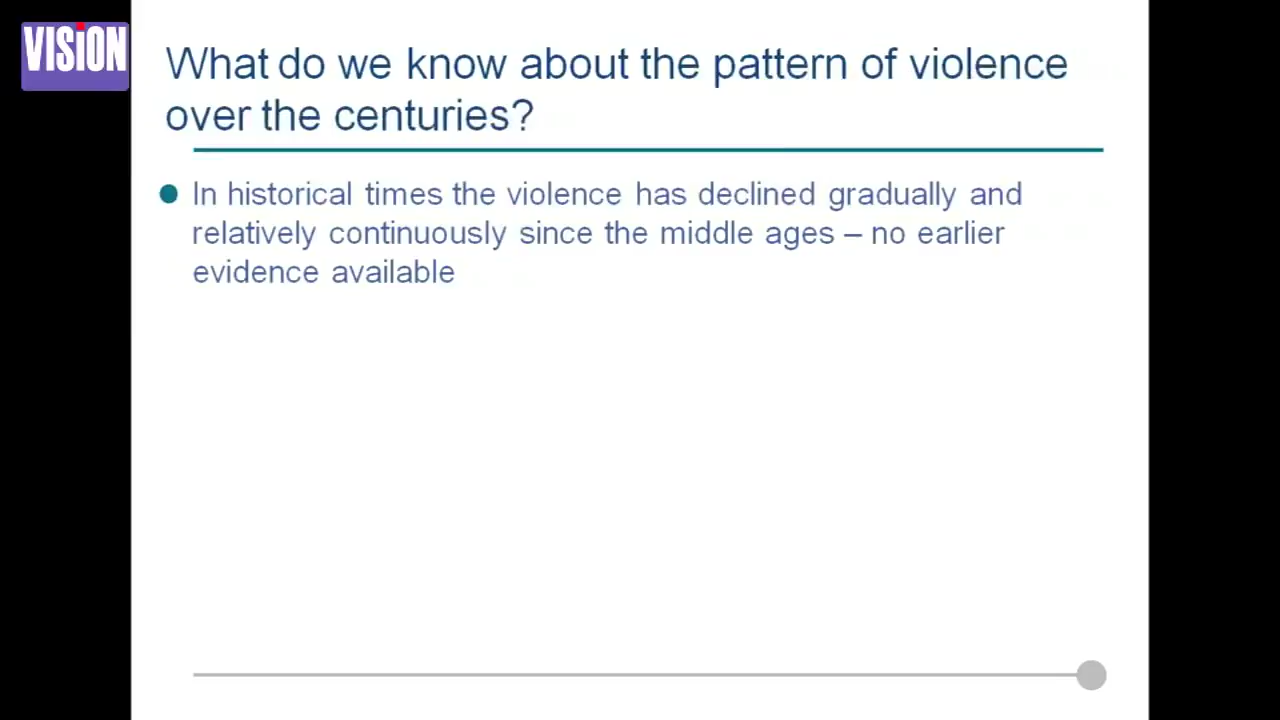 VISiON
What do we know about the pattern of violence
over the centuries?
In historical times the violence has declined gradually and
relatively continuously since the middle ages – no earlier
evidence available